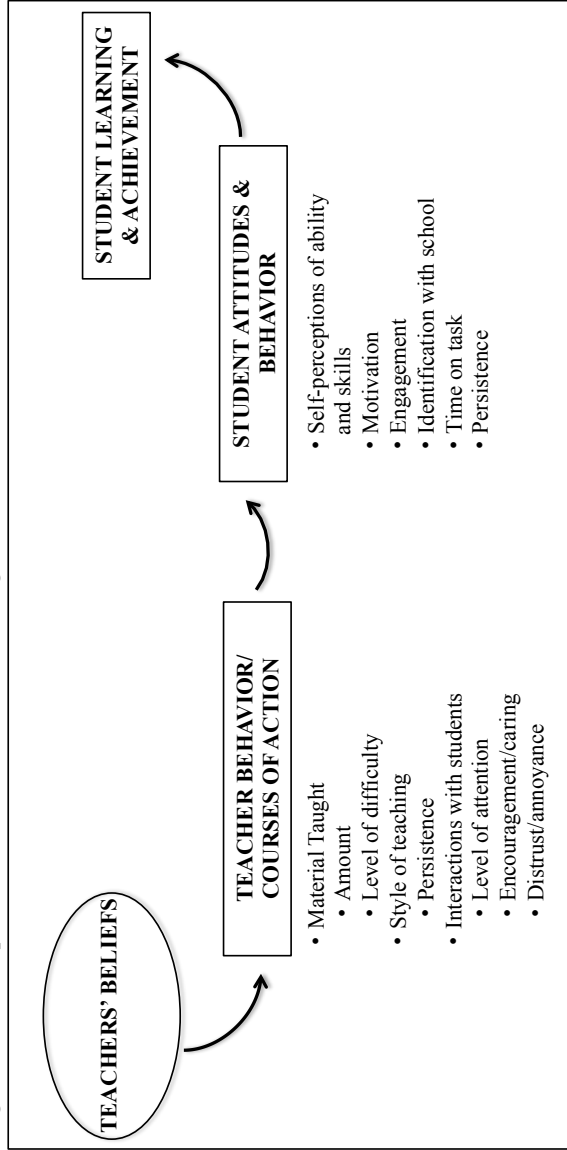 TEACHERS’ BELIEFS
TEACHER BEHAVIOR/
COURSES OF ACTION
• Material Taught
• Amount
• Level of difficulty
• Style of teaching
• Persistence
• Interactions with students
• Level of attention
• Encouragement/caring
• Distrust/annoyance
STUDENT ATTITUDES &
BEHAVIOR
• Self-perceptions of ability
and skills
• Motivation
• Engagement
• Identification with school
• Time on task
• Persistence
STUDENT LEARNING
& ACHIEVEMENT